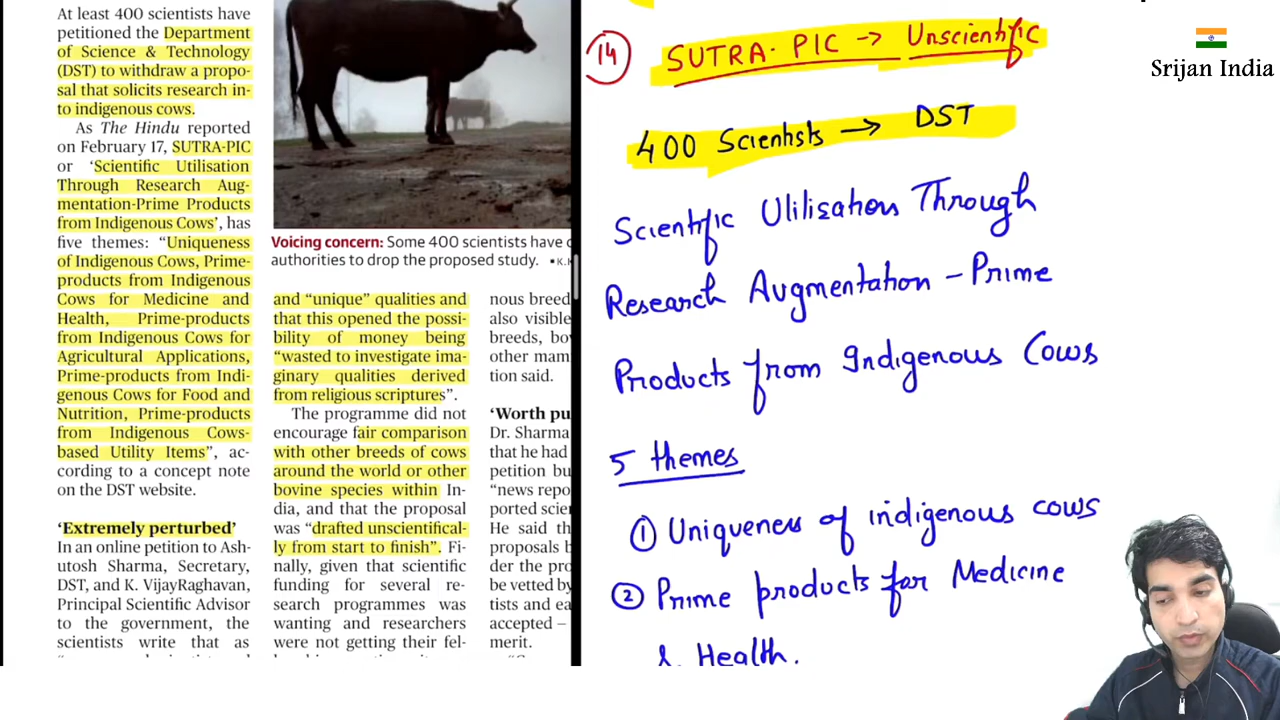 At least 400 scientists have
petitioned the Department
of Science & Technology
(DST) to withdraw a propo-
sal that solicits research in-
to indigenous cows.
As The Hindu reported
on February 17, SUTRA-PIC
or ‘Scientific Utilisation
Through Research Aug-
mentation-Prime Products
from Indigenous Cows’, has
five themes: “Uniqueness
of Indigenous Cows, Prime-
products from Indigenous
Cows for Medicine and
Health, Prime-products
from Indigenous Cows for
Agricultural Applications,
Prime-products from Indi-
genous Cows for Food and
Nutrition, Prime-products
from Indigenous Cows-
based Utility Items”, ac-
cording to a concept note
on the DST website.
‘Extremely perturbed’
In an online petition to Ash-
utosh Sharma, Secretary,
DST, and K. VijayRaghavan,
Principal Scientific Advisor
to the government, the
scientists write that as
Voicing concern: Some 400 scientists have
authorities to drop the proposed study. •K.
and “unique” qualities and
that this opened the possi-
bility of money being
“wasted to investigate ima-
ginary qualities derived
from religious scriptures”.
The programme did not
encourage fair comparison
with other breeds of cows
around the world or other
bovine species within In-
dia, and that the proposal
was “drafted unscientifical-
ly from start to finish”. Fi-
nally, given that scientific
funding for several re-
search programmes was
wanting and researchers
were not getting their fel-
nous breed
also visible
breeds, bo
other mam
tion said.
‘Worth pu
Dr. Sharma
that he had
petition bu
“news repo
ported scie
He said th
proposals b
der the pro
be vetted by
tists and ea
accepted –
merit.
14 SUTRA-PIC → Unscientific
400 Scientists → DST
Scientific Utilisation Through
Research Augmentation - Prime
Products from Indigenous Cows
5 themes
1 Uniqueness of indigenous cows
2 Prime products for Medicine
& Health.
Srijan India